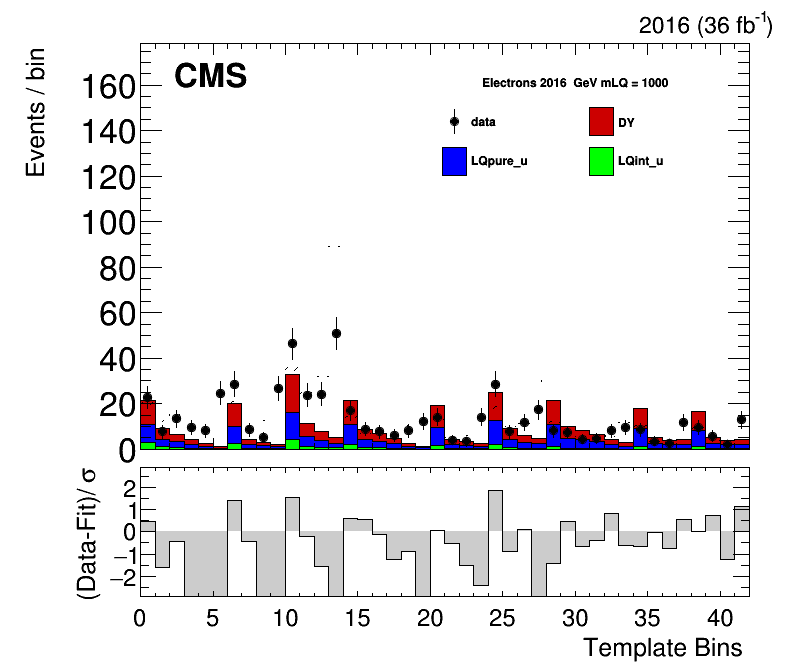 2016 (36 fb-1)
Events / bin
CMS
Electrons 2016 GeV mLQ = 1000
data
DY
LQpure_u
LQint_u
160
140
120
100
80
60
40
20
0
(Data-Fit)/ σ
2
1
0
−1
−2
0 5 10 15 20 25 30 35 40
Template Bins